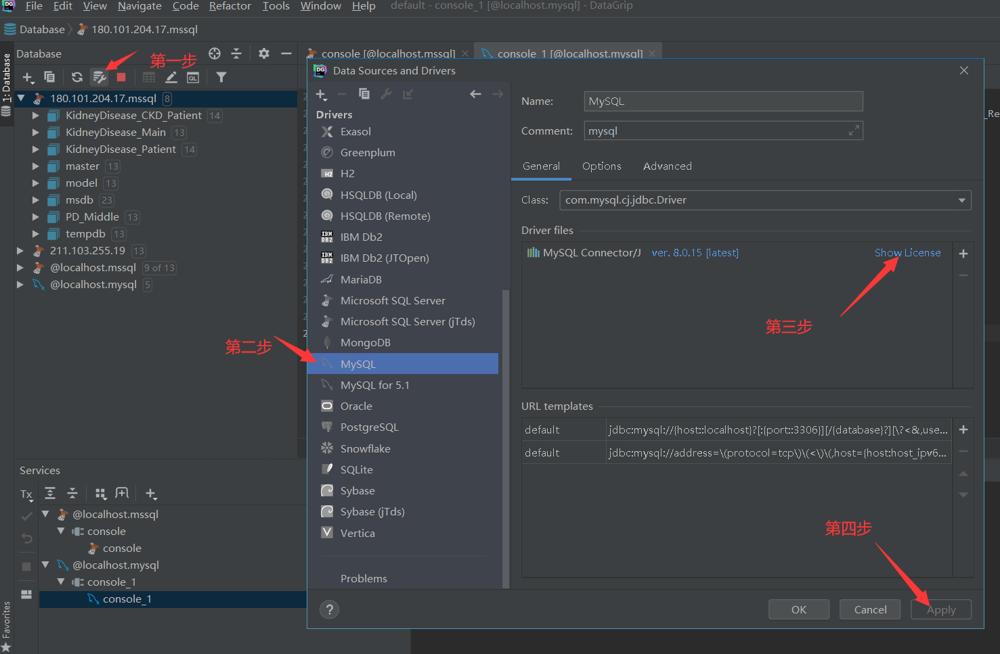 File Edit View Navigate Code Refactor Tools Window Help default - console_1 [@localhost.mysql] - DataGrip
Database 180.101.204.17.mssql
1: Database
Database
第一步
180.101.204.17.mssql 8
KidneyDisease_CKD_Patient 14
KidneyDisease_Main 13
KidneyDisease_Patient 14
master 13
model 13
msdb 23
PD_Middle 13
tempdb 13
211.103.255.19 13
@localhost.mssql 9 of 13
@localhost.mysql 5
第二步
console [@localhost.mssql]
console_1 [@localhost.mysql]
_Re
Data Sources and Drivers
Drivers
Exasol
Greenplum
H2
HSQLDB (Local)
HSQLDB (Remote)
IBM Db2
IBM Db2 (JTOpen)
MariaDB
Microsoft SQL Server
Microsoft SQL Server (jTds)
MongoDB
MySQL
MySQL for 5.1
Oracle
PostgreSQL
Snowflake
SQLite
Sybase
Sybase (jTds)
Vertica
Problems
Name: MySQL
Comment: mysql
General Options Advanced
Class: com.mysql.cj.jdbc.Driver
Driver files
MySQL Connector/J ver. 8.0.15 [latest] Show License
第三步
URL templates
default jdbc:mysql://{host::localhost}?[:{port::3306}][/{database}?][\?<&,use...
default jdbc:mysql://address=\(protocol=tcp\)\(<\)\(,host={host:host_ipv6...
第四步
OK Cancel Apply
Services
Tx
@localhost.mssql
console
console
@localhost.mysql
console_1
console_1
Favorites